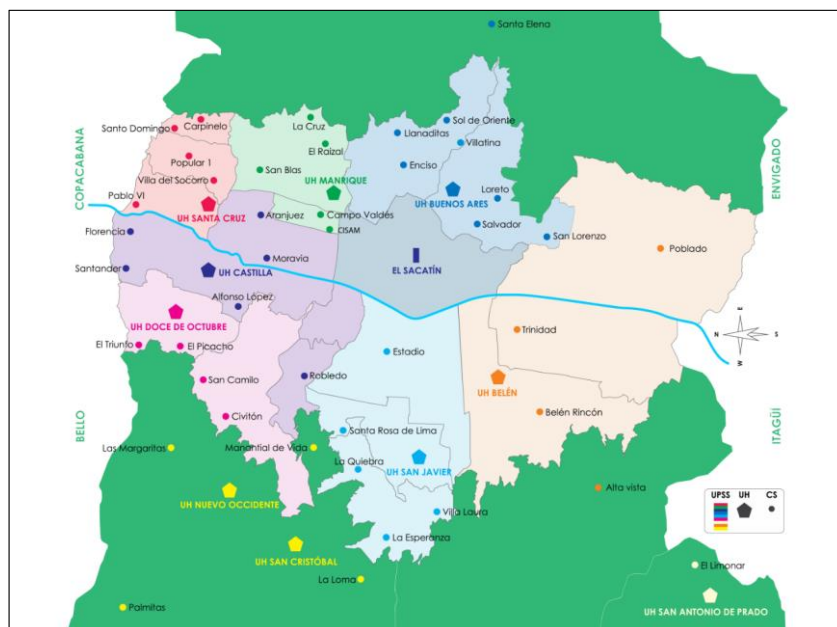 Santa Elena
Santo Domingo
Carpinelo
La Cruz
Sol de Oriente
Llanaditas
Villatina
El Raizal
Popular 1
San Blas
Enciso
Villa del Socorro
UH MANRIQUE
COPACABANA
ENVIGADO
Pablo VI
UH SANTA CRUZ
Aranjuez
Campo Valdés
CISAM
UH BUENOS ARES
Loreto
Salvador
San Lorenzo
Poblado
Florencia
Moravia
EL SACATÍN
Santander
UH CASTILLA
Alfonso López
UH DOCE DE OCTUBRE
E
N
S
W
El Triunfo
El Picacho
Estadio
Trinidad
San Camilo
Robledo
UH BELÉN
BELLO
ITAGÜÍ
Civitón
Santa Rosa de Lima
Belén Rincón
Las Margaritas
Manantial de Vida
La Quiebra
UH SAN JAVIER
UH NUEVO OCCIDENTE
Alta vista
UPSS UH CS
Villa Laura
La Esperanza
UH SAN CRISTÓBAL
La Loma
El Limonar
Palmitas
UH SAN ANTONIO DE PRADO